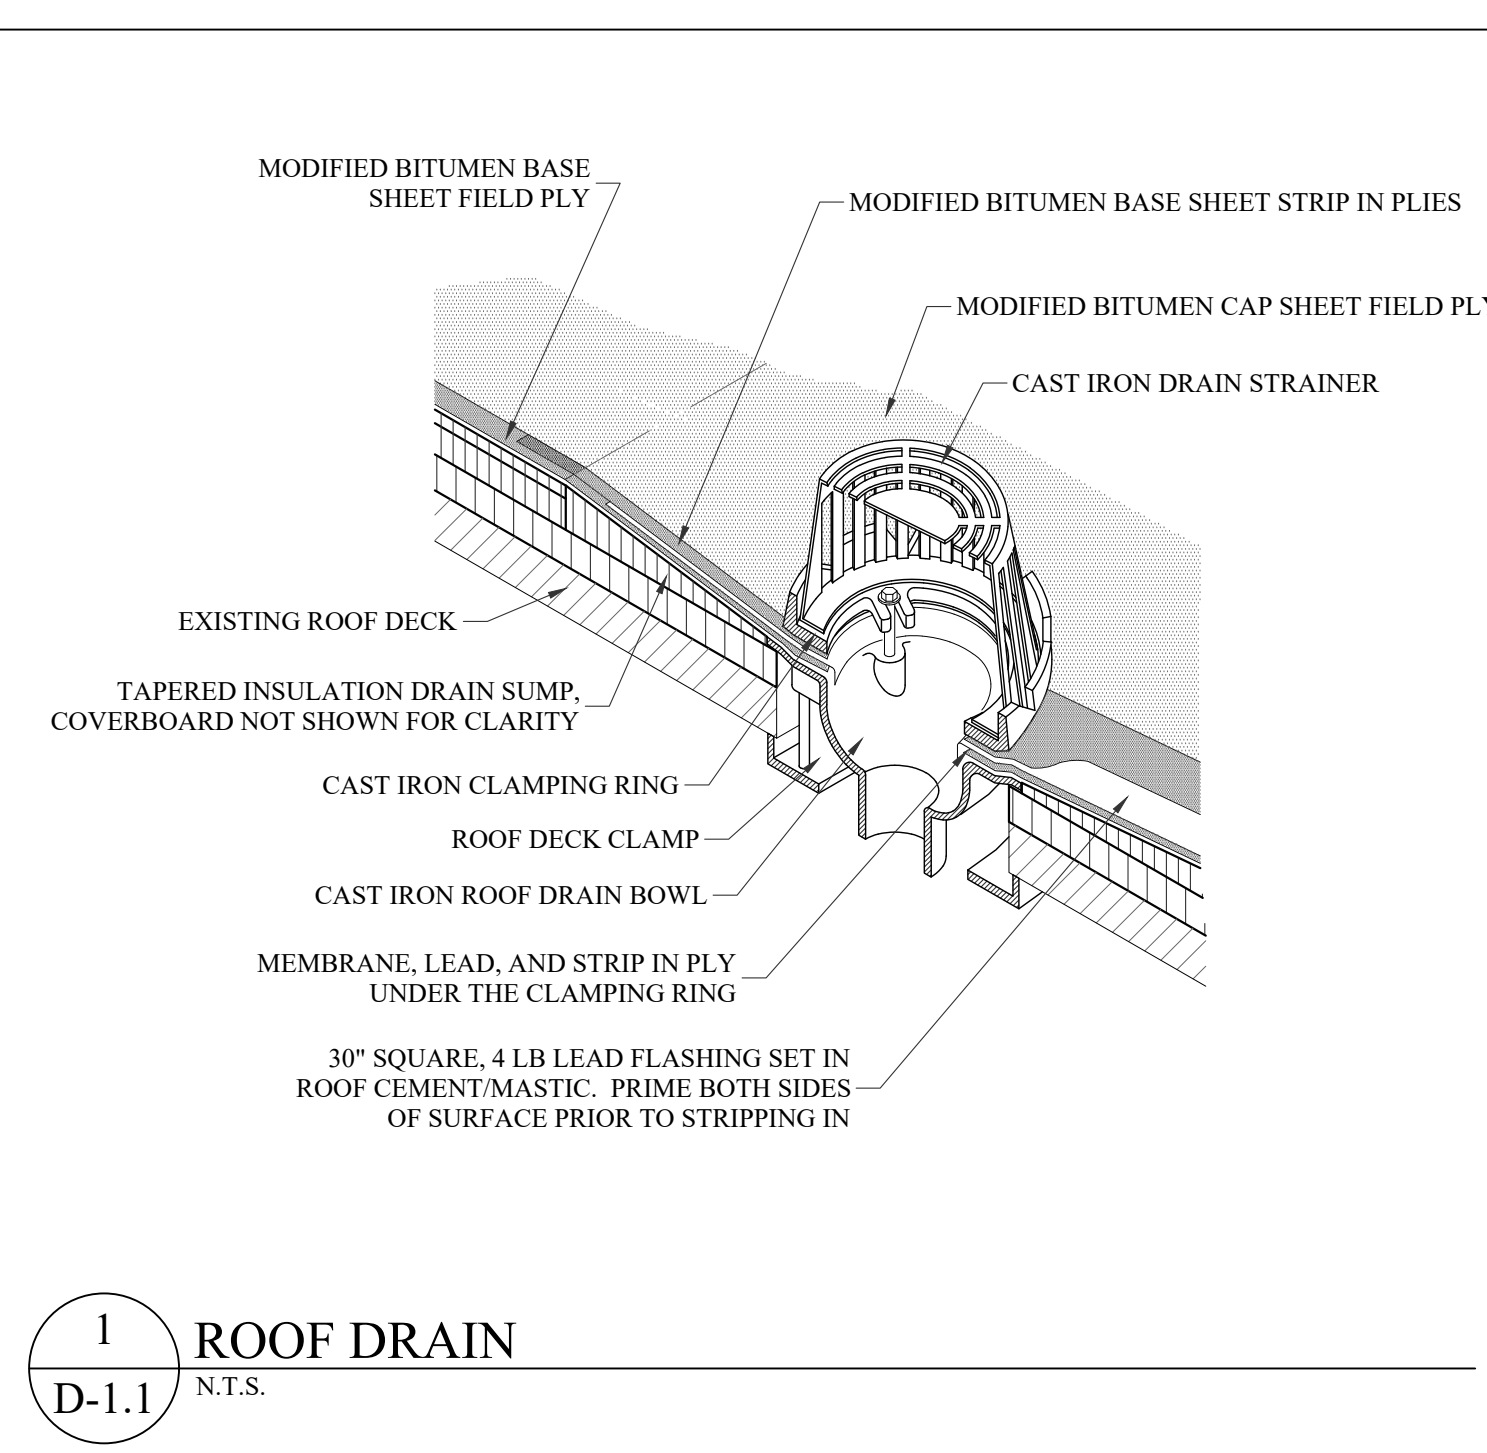 MODIFIED BITUMEN BASE
SHEET FIELD PLY
MODIFIED BITUMEN BASE SHEET STRIP IN PLIES
MODIFIED BITUMEN CAP SHEET FIELD PLY
CAST IRON DRAIN STRAINER
EXISTING ROOF DECK
TAPERED INSULATION DRAIN SUMP,
COVERBOARD NOT SHOWN FOR CLARITY
CAST IRON CLAMPING RING
ROOF DECK CLAMP
CAST IRON ROOF DRAIN BOWL
MEMBRANE, LEAD, AND STRIP IN PLY
UNDER THE CLAMPING RING
30" SQUARE, 4 LB LEAD FLASHING SET IN
ROOF CEMENT/MASTIC. PRIME BOTH SIDES
OF SURFACE PRIOR TO STRIPPING IN
1
ROOF DRAIN
D-1.1
N.T.S.